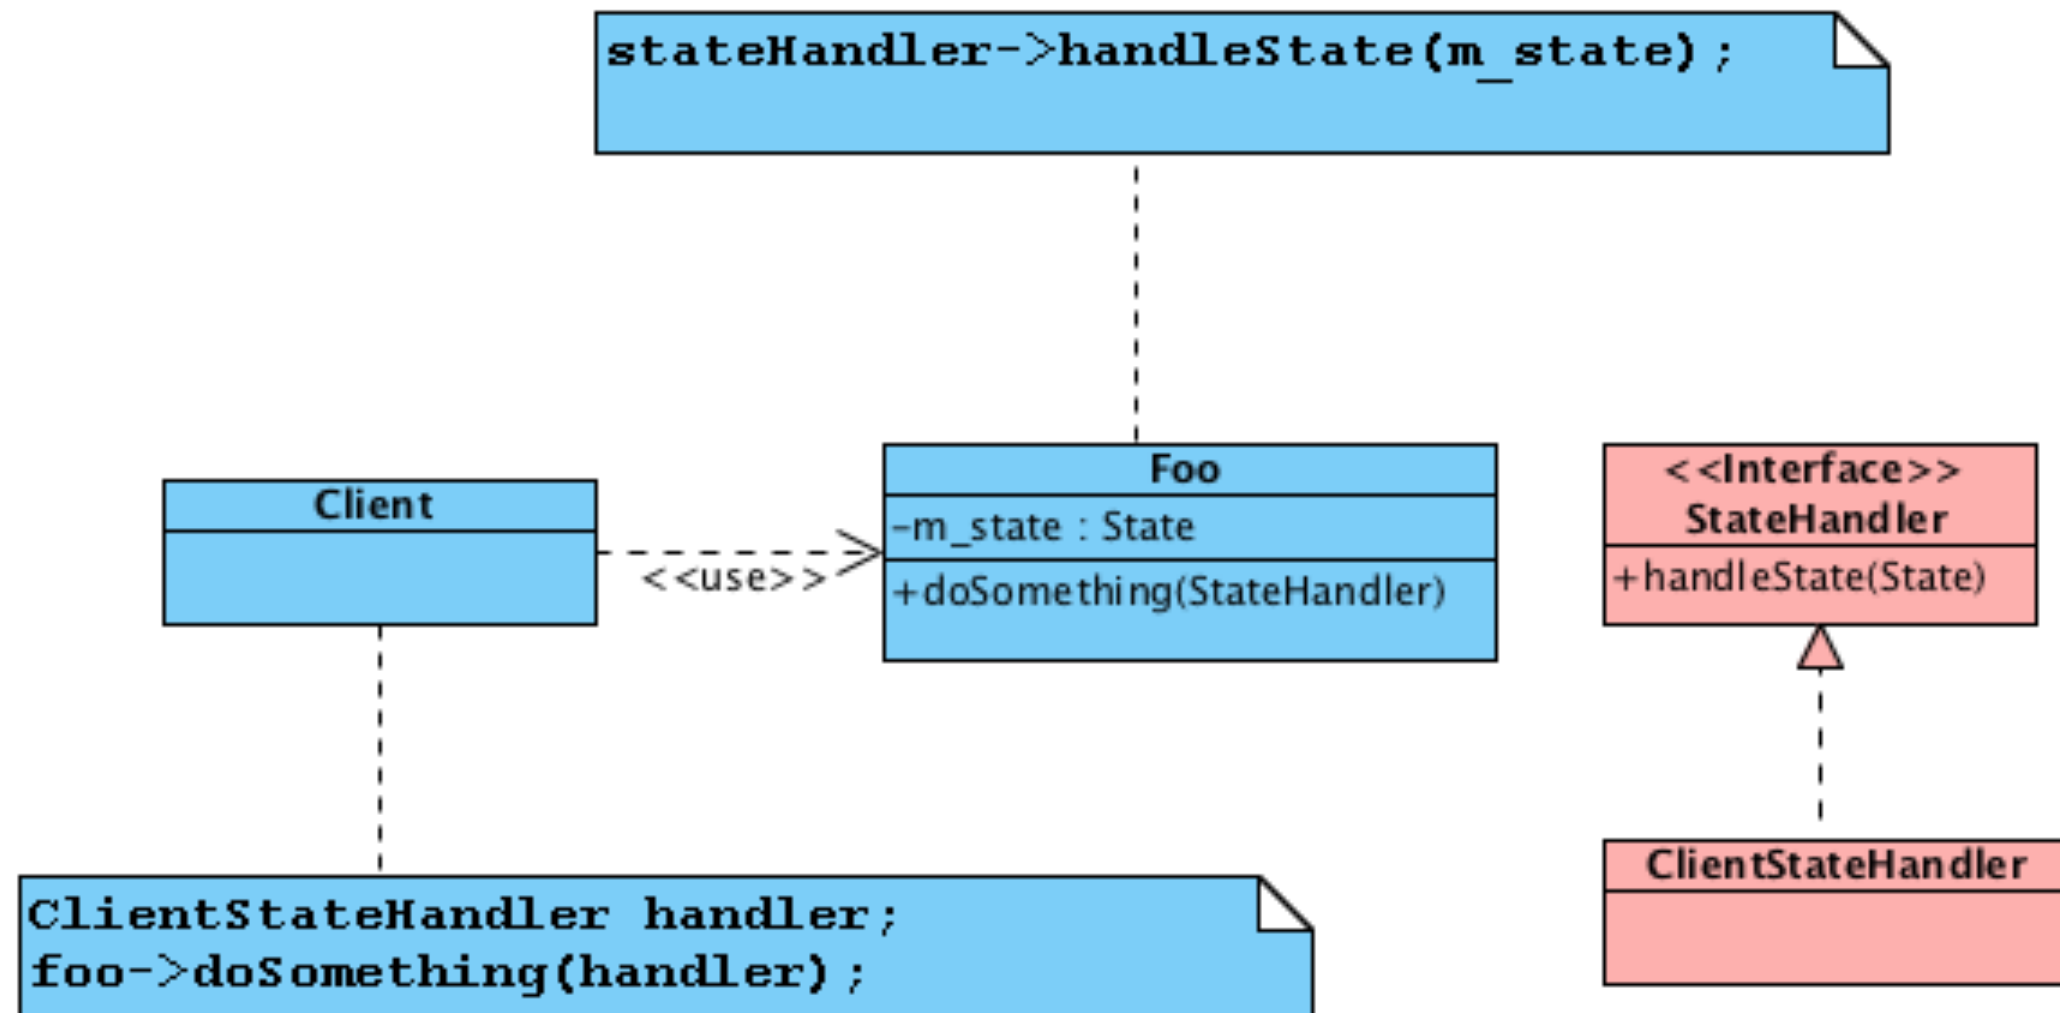 stateHandler->handleState(m_state);
Client
<<use>>
Foo
-m_state : State
+doSomething(StateHandler)
<<Interface>>
StateHandler
+handleState(State)
ClientStateHandler
ClientStateHandler handler;
foo->doSomething(handler);